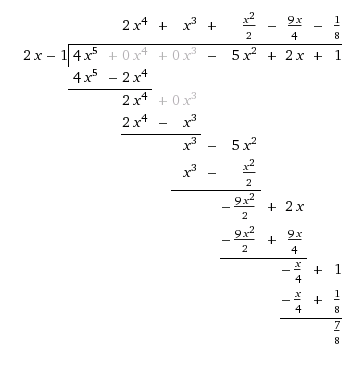 2x⁴ + x³ + x²/2 − 9x/4 − 1/8
2x − 1 4x⁵ + 0x⁴ + 0x³ − 5x² + 2x + 1
4x⁵ − 2x⁴
2x⁴ + 0x³
2x⁴ − x³
x³ − 5x²
x³ − x²/2
− 9x²/2 + 2x
− 9x²/2 + 9x/4
− x/4 + 1
− x/4 + 1/8
7/8